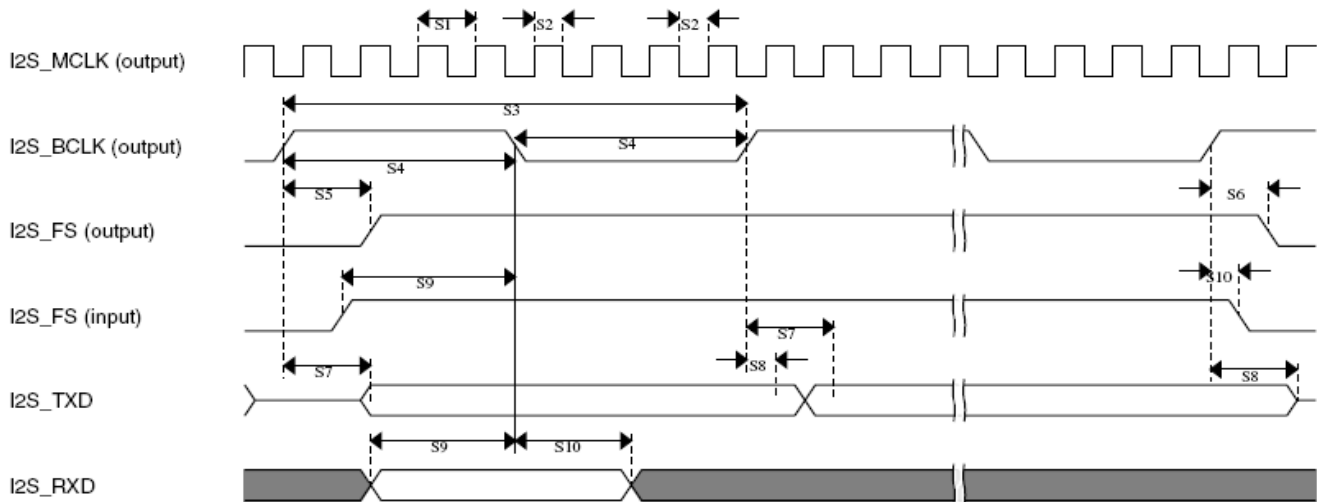 S1 S2 S2
I2S_MCLK (output)
S3
I2S_BCLK (output)
S4
S4
S5 S6
I2S_FS (output)
S9 S10
I2S_FS (input)
S7
S7 S8 S8
I2S_TXD
S9 S10
I2S_RXD